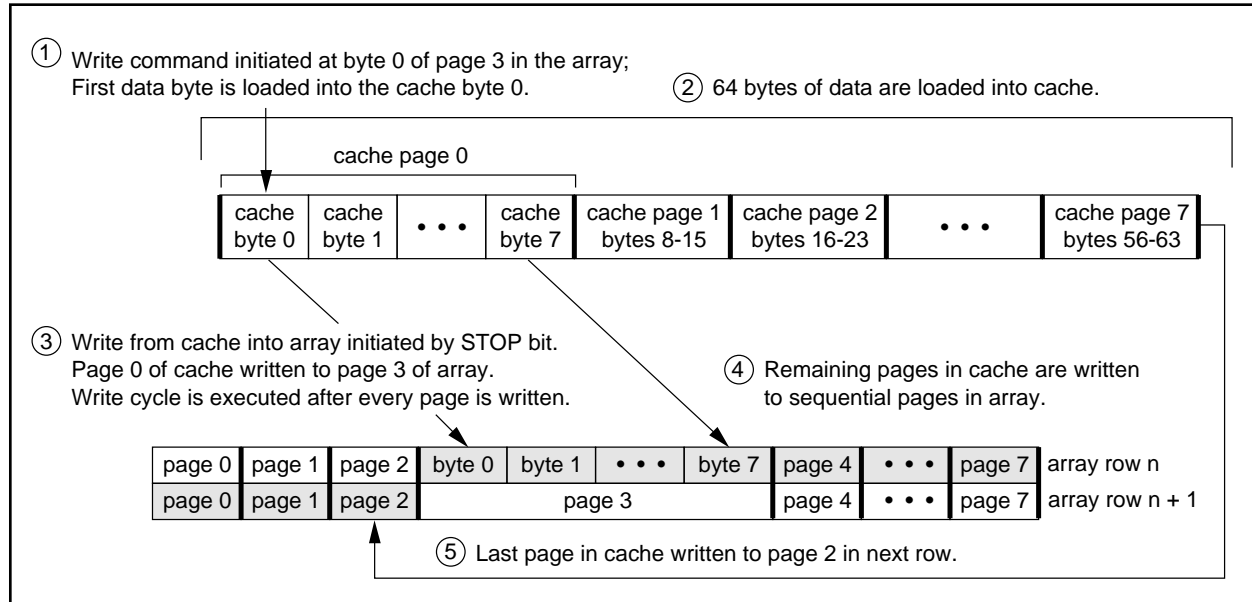 ① Write command initiated at byte 0 of page 3 in the array;
First data byte is loaded into the cache byte 0.
② 64 bytes of data are loaded into cache.
cache page 0
cache byte 0
cache byte 1
• • •
cache byte 7
cache page 1 bytes 8-15
cache page 2 bytes 16-23
• • •
cache page 7 bytes 56-63
③ Write from cache into array initiated by STOP bit.
Page 0 of cache written to page 3 of array.
Write cycle is executed after every page is written.
④ Remaining pages in cache are written
to sequential pages in array.
page 0 page 1 page 2 byte 0 byte 1 • • • byte 7 page 4 • • • page 7 array row n
page 0 page 1 page 2 page 3 page 4 • • • page 7 array row n + 1
⑤ Last page in cache written to page 2 in next row.